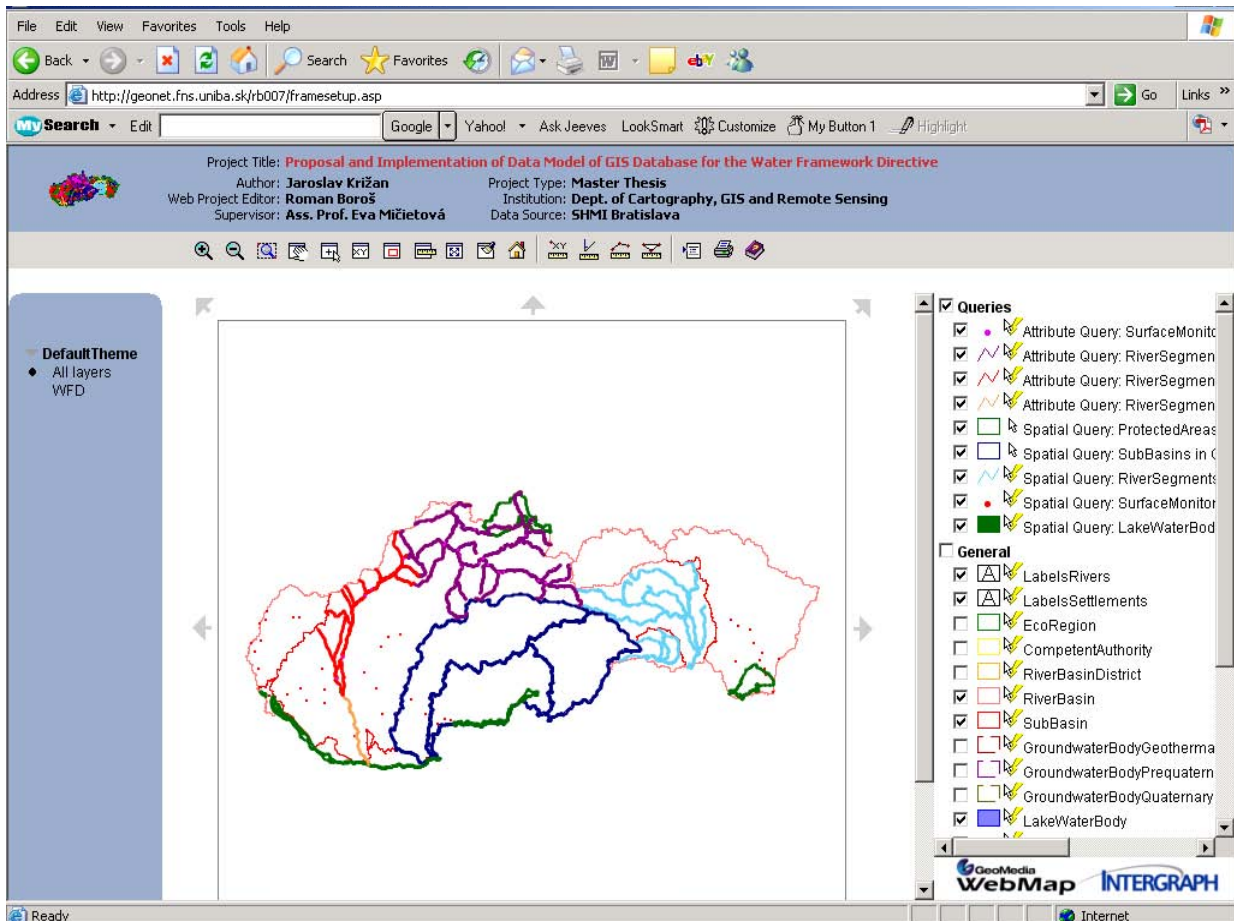 File Edit View Favorites Tools Help
Back Search Favorites
Address http://geonet.fns.uniba.sk/rb007/framesetup.asp Go Links »
My Search Edit Google Yahoo! Ask Jeeves LookSmart Customize My Button 1 Highlight
Project Title: Proposal and Implementation of Data Model of GIS Database for the Water Framework Directive
Author: Jaroslav Križan Project Type: Master Thesis
Web Project Editor: Roman Boroš Institution: Dept. of Cartography, GIS and Remote Sensing
Supervisor: Ass. Prof. Eva Mičietová Data Source: SHMI Bratislava
DefaultTheme
All layers
WFD
Queries
Attribute Query: SurfaceMonito
Attribute Query: RiverSegmen
Attribute Query: RiverSegmen
Attribute Query: RiverSegmen
Spatial Query: ProtectedAreas
Spatial Query: SubBasins in
Spatial Query: RiverSegments
Spatial Query: SurfaceMonitor
Spatial Query: LakeWaterBod
General
LabelsRivers
LabelsSettlements
EcoRegion
CompetentAuthority
RiverBasinDistrict
RiverBasin
SubBasin
GroundwaterBodyGeotherma
GroundwaterBodyPrequatern
GroundwaterBodyQuaternary
LakeWaterBody
GeoMedia
WebMap INTERGRAPH
Ready Internet